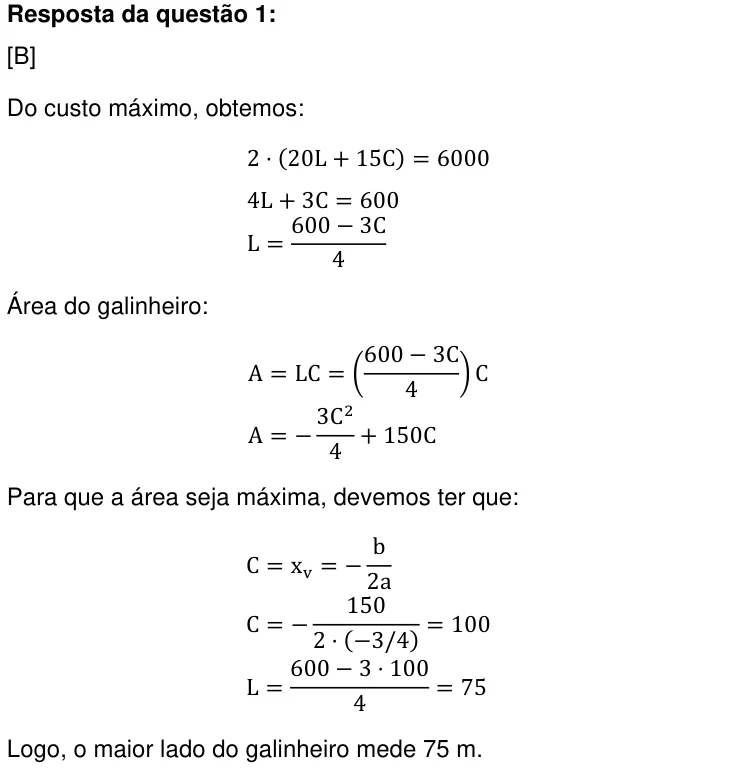 Resposta da questão 1:
[B]
Do custo máximo, obtemos:
2 · (20L + 15C) = 6000
4L + 3C = 600
L = (600 − 3C)/4
Área do galinheiro:
A = LC = ((600 − 3C)/4) C
A = −3C²/4 + 150C
Para que a área seja máxima, devemos ter que:
C = xᵥ = −b/2a
C = −150/(2 · (−3/4)) = 100
L = (600 − 3 · 100)/4 = 75
Logo, o maior lado do galinheiro mede 75 m.